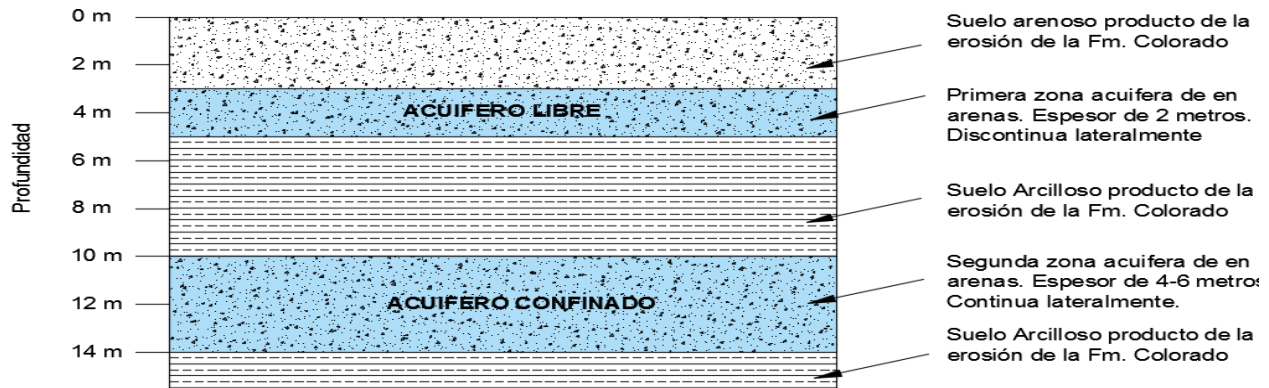 0 m
2 m
4 m
6 m
8 m
10 m
12 m
14 m
Profundidad
ACUIFERO LIBRE
ACUIFERO CONFINADO
Suelo arenoso producto de la
erosión de la Fm. Colorado
Primera zona acuifera de en
arenas. Espesor de 2 metros.
Discontinua lateralmente
Suelo Arcilloso producto de la
erosión de la Fm. Colorado
Segunda zona acuifera de en
arenas. Espesor de 4-6 metros
Continua lateralmente.
Suelo Arcilloso producto de la
erosión de la Fm. Colorado